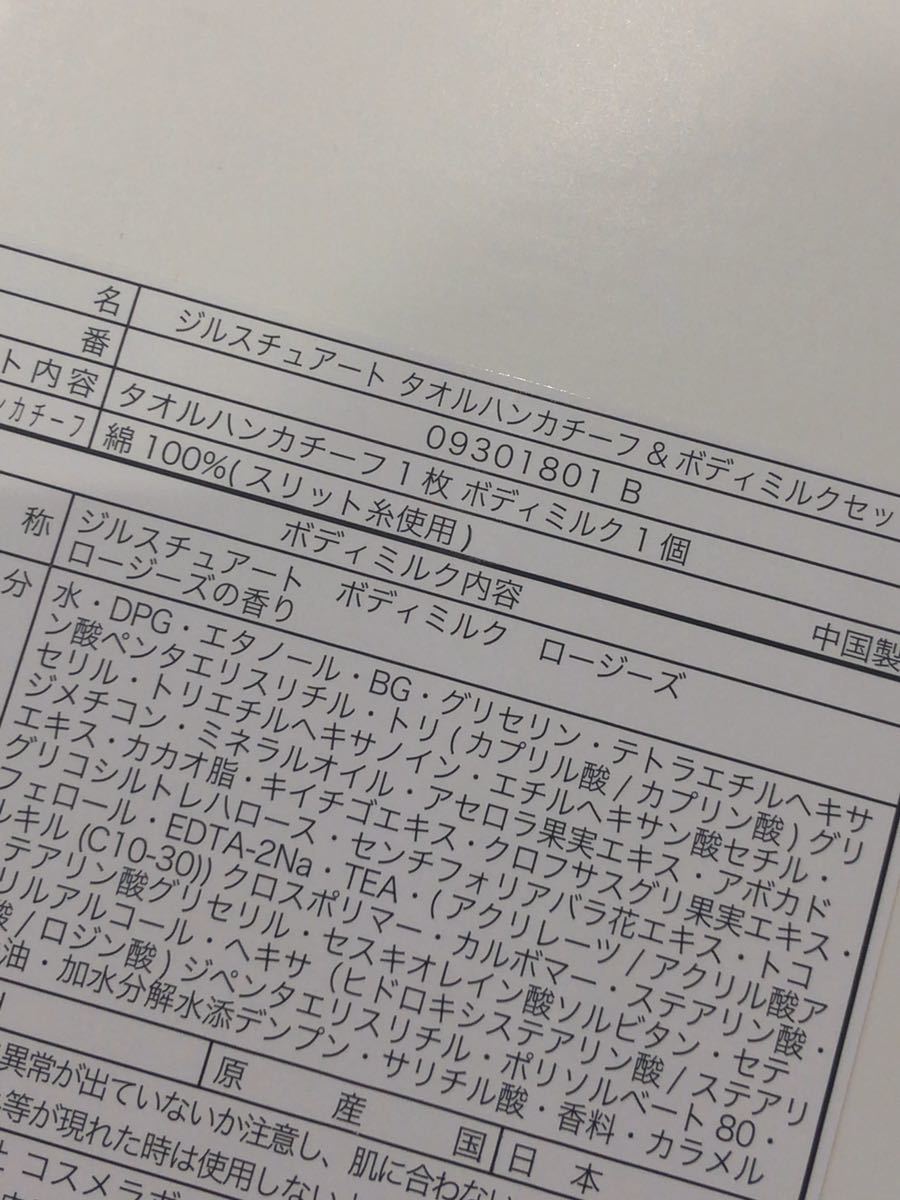 名 ジルスチュアート タオルハンカチーフ&ボディミルクセッ
番 09301801 B
ト内容 タオルハンカチーフ1枚 ボディミルク1個
ンカチーフ 綿100%(スリット糸使用) 中国製
ボディミルク内容
称 ジルスチュアート ボディミルク ロージーズ
ロージーズの香り
分 水・DPG・エタノール・BG・グリセリン・テトラエチルヘキサ
ン酸ペンタエリスリチル・トリ(カプリル酸/カプリン酸)グリ
セリル・トリエチルヘキサノイン・エチルヘキサン酸セチル・
ジメチコン・ミネラルオイル・アセロラ果実エキス・アボカド
エキス・カカオ脂・キイチゴエキス・クロフサスグリ果実エキス・
グリコシルトレハロース・センチフォリアバラ花エキス・トコ
フェロール・EDTA-2Na・TEA・(アクリレーツ/アクリル酸ア
ルキル(C10-30))クロスポリマー・カルボマー・ステアリン酸・
テアリン酸グリセリル・セスキオレイン酸ソルビタン・セテ
リルアルコール・ヘキサ(ヒドロキシステアリン酸/ステアリ
酸/ロジン酸)ジペンタエリスリチル・ポリソルベート80・
油・加水分解水添デンプン・サリチル酸・香料・カラメル
原産国 日本
異常が出ていないか注意し、肌に合わない
等が現れた時は使用しない
コスメラボ